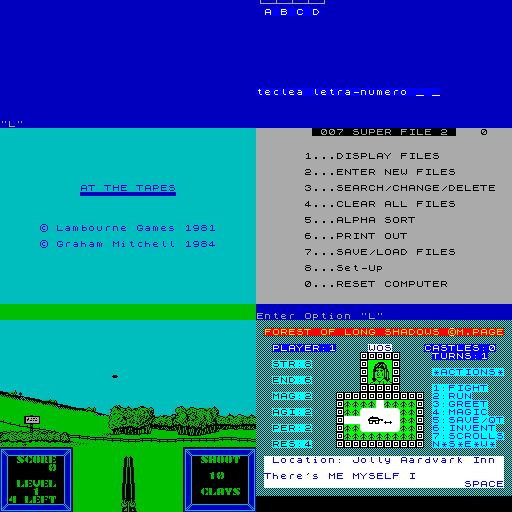 A B C D
teclea letra-numero _ _
"L"
AT THE TAPES
© Lambourne Games 1981
© Graham Mitchell 1984
007 SUPER FILE 2 0
1...DISPLAY FILES
2...ENTER NEW FILES
3...SEARCH/CHANGE/DELETE
4...CLEAR ALL FILES
5...ALPHA SORT
6...PRINT OUT
7...SAVE/LOAD FILES
8...Set-Up
0...RESET COMPUTER
Enter Option "L"
SCORE
0
LEVEL
1
4 LEFT
SHOOT
10
CLAYS
FOREST OF LONG SHADOWS ©M.PAGE
PLAYER:1 WOS CASTLES:0
TURNS:1
STR:6
END:6
MAG:2
AGI:2
PER:2
RES:4
*ACTIONS*
1:FIGHT
2:RUN
3:GREET
4:MAGIC
5:SAVE/QT
6:INVENT.
7:SCROLLS
N*S*E*W*
Location: Jolly Aardvark Inn
There's ME MYSELF I
SPACE